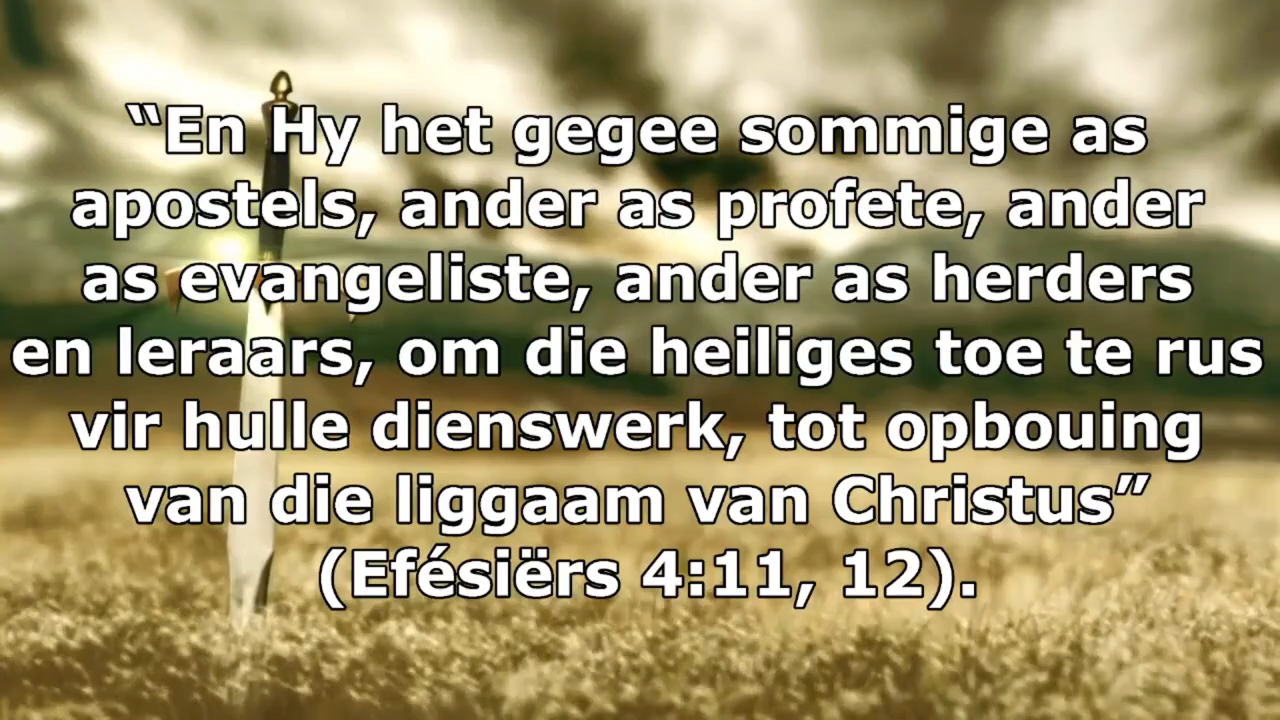 “En Hy het gegee sommige as
apostels, ander as profete, ander
as evangeliste, ander as herders
en leraars, om die heiliges toe te rus
vir hulle dienswerk, tot opbouing
van die liggaam van Christus”
(Efésiërs 4:11, 12).